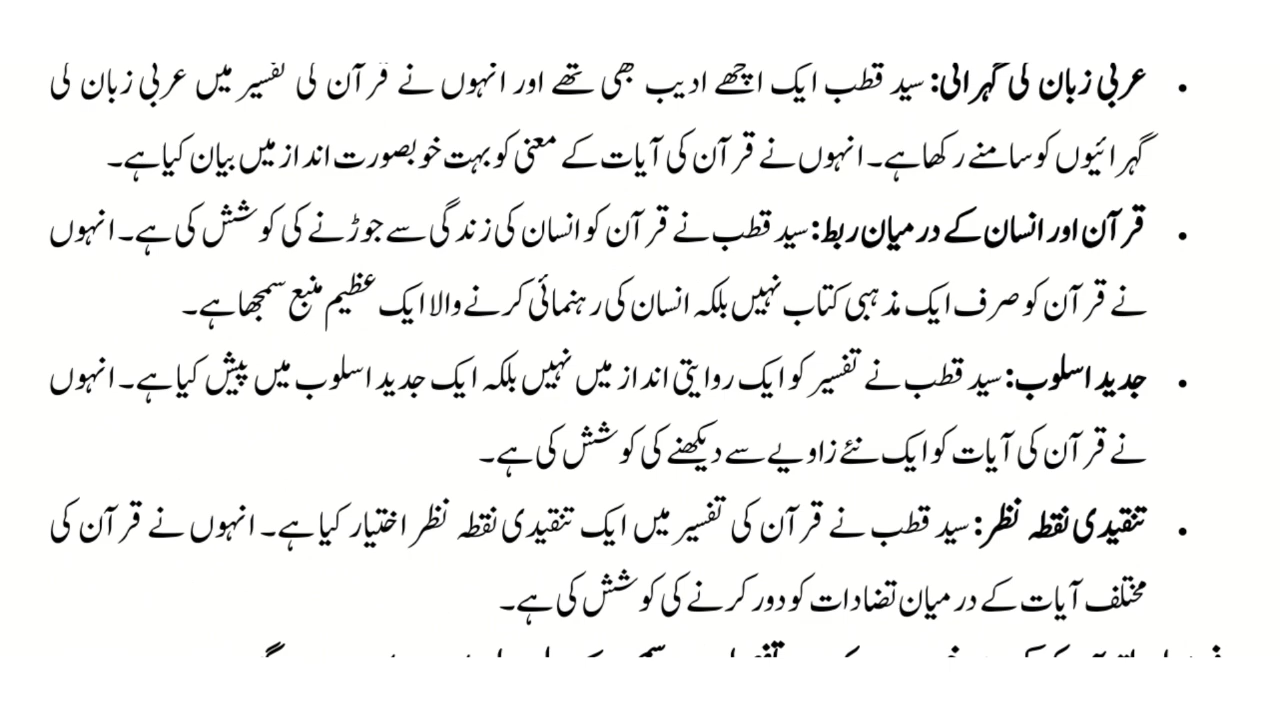 • عربی زبان کی گہرائی: سید قطب ایک اچھے ادیب بھی تھے اور انہوں نے قرآن کی تفسیر میں عربی زبان کی
گہرائیوں کو سامنے رکھا ہے۔ انہوں نے قرآن کی آیات کے معنی کو بہت خوبصورت انداز میں بیان کیا ہے۔
• قرآن اور انسان کے درمیان ربط: سید قطب نے قرآن کو انسان کی زندگی سے جوڑنے کی کوشش کی ہے۔ انہوں
نے قرآن کو صرف ایک مذہبی کتاب نہیں بلکہ انسان کی رہنمائی کرنے والا ایک عظیم منبع سمجھا ہے۔
• جدید اسلوب: سید قطب نے تفسیر کو ایک روایتی انداز میں نہیں بلکہ ایک جدید اسلوب میں پیش کیا ہے۔ انہوں
نے قرآن کی آیات کو ایک نئے زاویے سے دیکھنے کی کوشش کی ہے۔
• تنقیدی نقطہ نظر: سید قطب نے قرآن کی تفسیر میں ایک تنقیدی نقطہ نظر اختیار کیا ہے۔ انہوں نے قرآن کی
مختلف آیات کے درمیان تضادات کو دور کرنے کی کوشش کی ہے۔